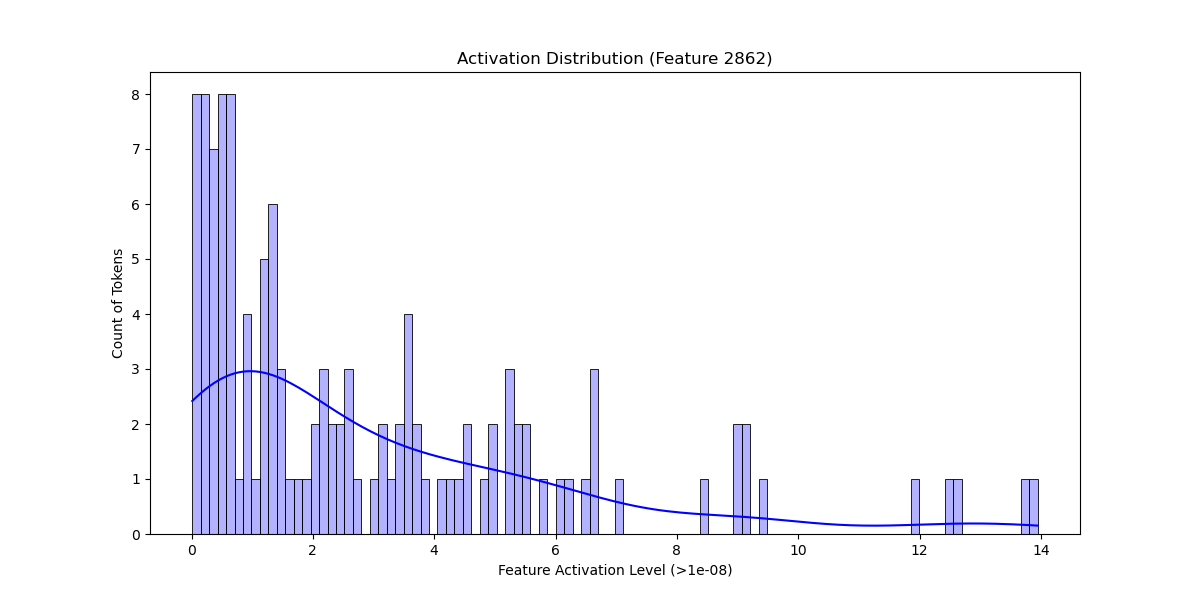 Activation Distribution (Feature 2862)
Count of Tokens
8
7
6
5
4
3
2
1
0
0 2 4 6 8 10 12 14
Feature Activation Level (>1e-08)